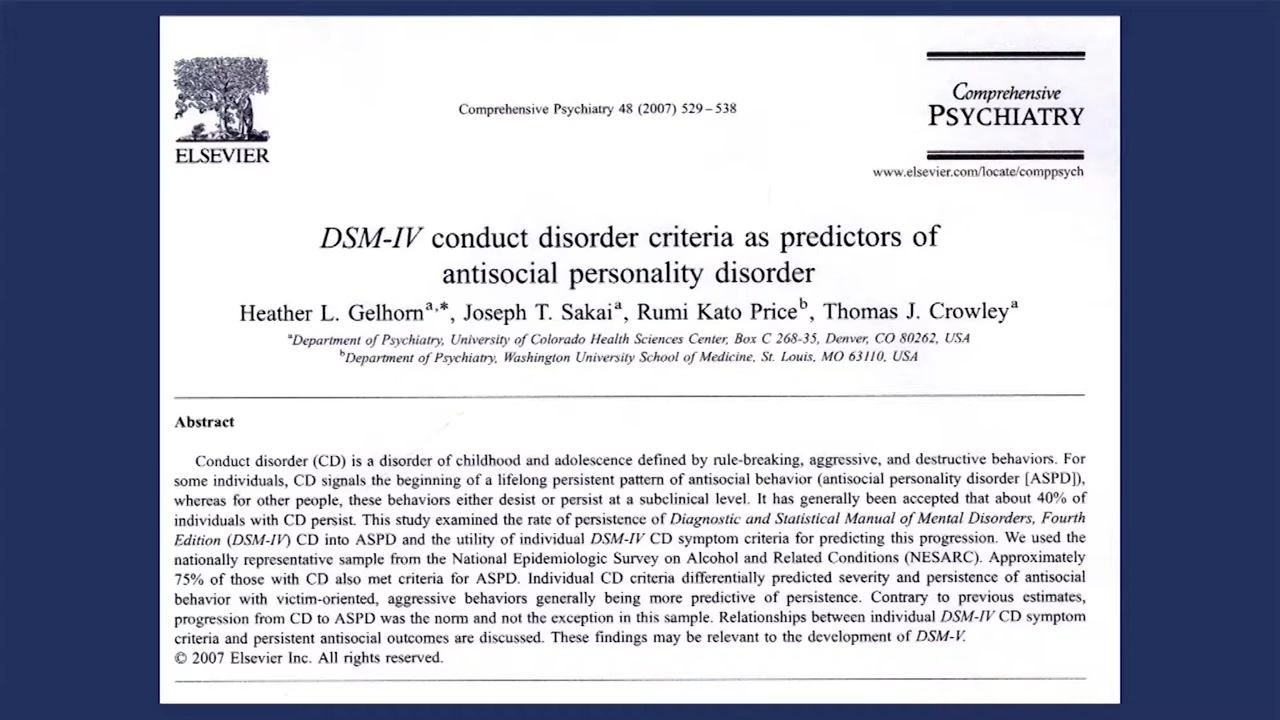 ELSEVIER
Comprehensive Psychiatry 48 (2007) 529–538
Comprehensive
PSYCHIATRY
www.elsevier.com/locate/comppsych
DSM-IV conduct disorder criteria as predictors of
antisocial personality disorder
Heather L. Gelhornᵃ,*, Joseph T. Sakaiᵃ, Rumi Kato Priceᵇ, Thomas J. Crowleyᵃ
ᵃDepartment of Psychiatry, University of Colorado Health Sciences Center, Box C 268-35, Denver, CO 80262, USA
ᵇDepartment of Psychiatry, Washington University School of Medicine, St. Louis, MO 63110, USA
Abstract
Conduct disorder (CD) is a disorder of childhood and adolescence defined by rule-breaking, aggressive, and destructive behaviors. For
some individuals, CD signals the beginning of a lifelong persistent pattern of antisocial behavior (antisocial personality disorder [ASPD]),
whereas for other people, these behaviors either desist or persist at a subclinical level. It has generally been accepted that about 40% of
individuals with CD persist. This study examined the rate of persistence of Diagnostic and Statistical Manual of Mental Disorders, Fourth
Edition (DSM-IV) CD into ASPD and the utility of individual DSM-IV CD symptom criteria for predicting this progression. We used the
nationally representative sample from the National Epidemiologic Survey on Alcohol and Related Conditions (NESARC). Approximately
75% of those with CD also met criteria for ASPD. Individual CD criteria differentially predicted severity and persistence of antisocial
behavior with victim-oriented, aggressive behaviors generally being more predictive of persistence. Contrary to previous estimates,
progression from CD to ASPD was the norm and not the exception in this sample. Relationships between individual DSM-IV CD symptom
criteria and persistent antisocial outcomes are discussed. These findings may be relevant to the development of DSM-V.
© 2007 Elsevier Inc. All rights reserved.